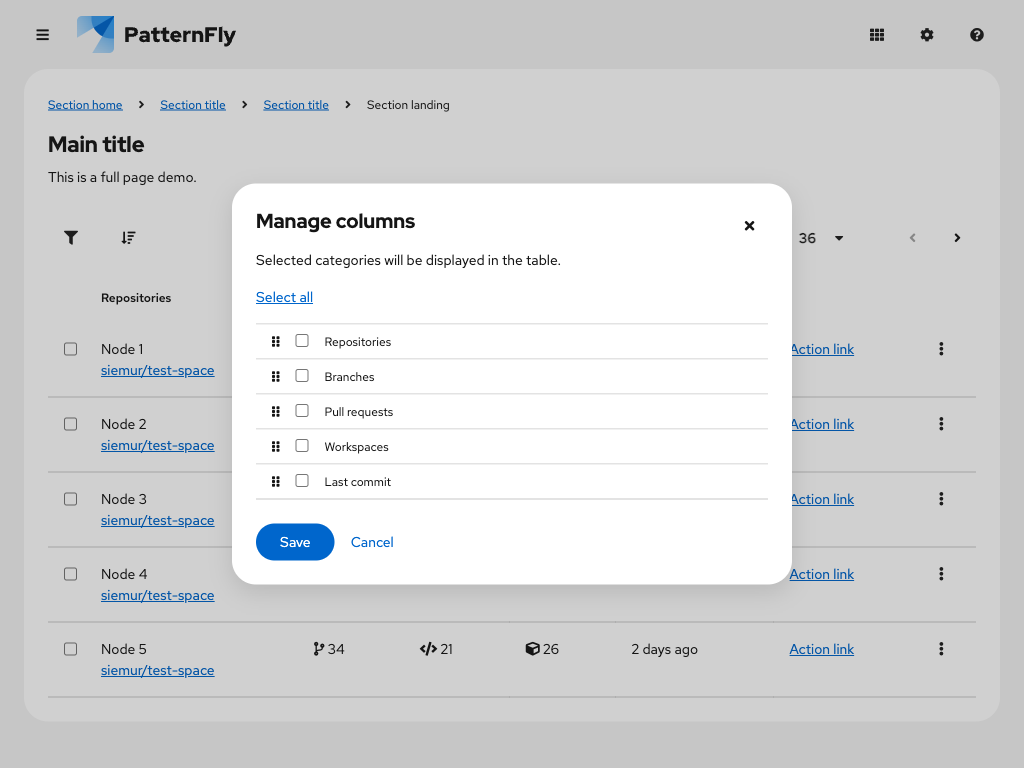 PatternFly
Section home
Section title
Section title
Section landing
Main title
This is a full page demo.
36
Repositories
Node 1
siemur/test-space
Action link
Node 2
siemur/test-space
Action link
Node 3
siemur/test-space
Action link
Node 4
siemur/test-space
Action link
Node 5
34
21
26
2 days ago
Action link
siemur/test-space
Manage columns
Selected categories will be displayed in the table.
Select all
Repositories
Branches
Pull requests
Workspaces
Last commit
Save
Cancel